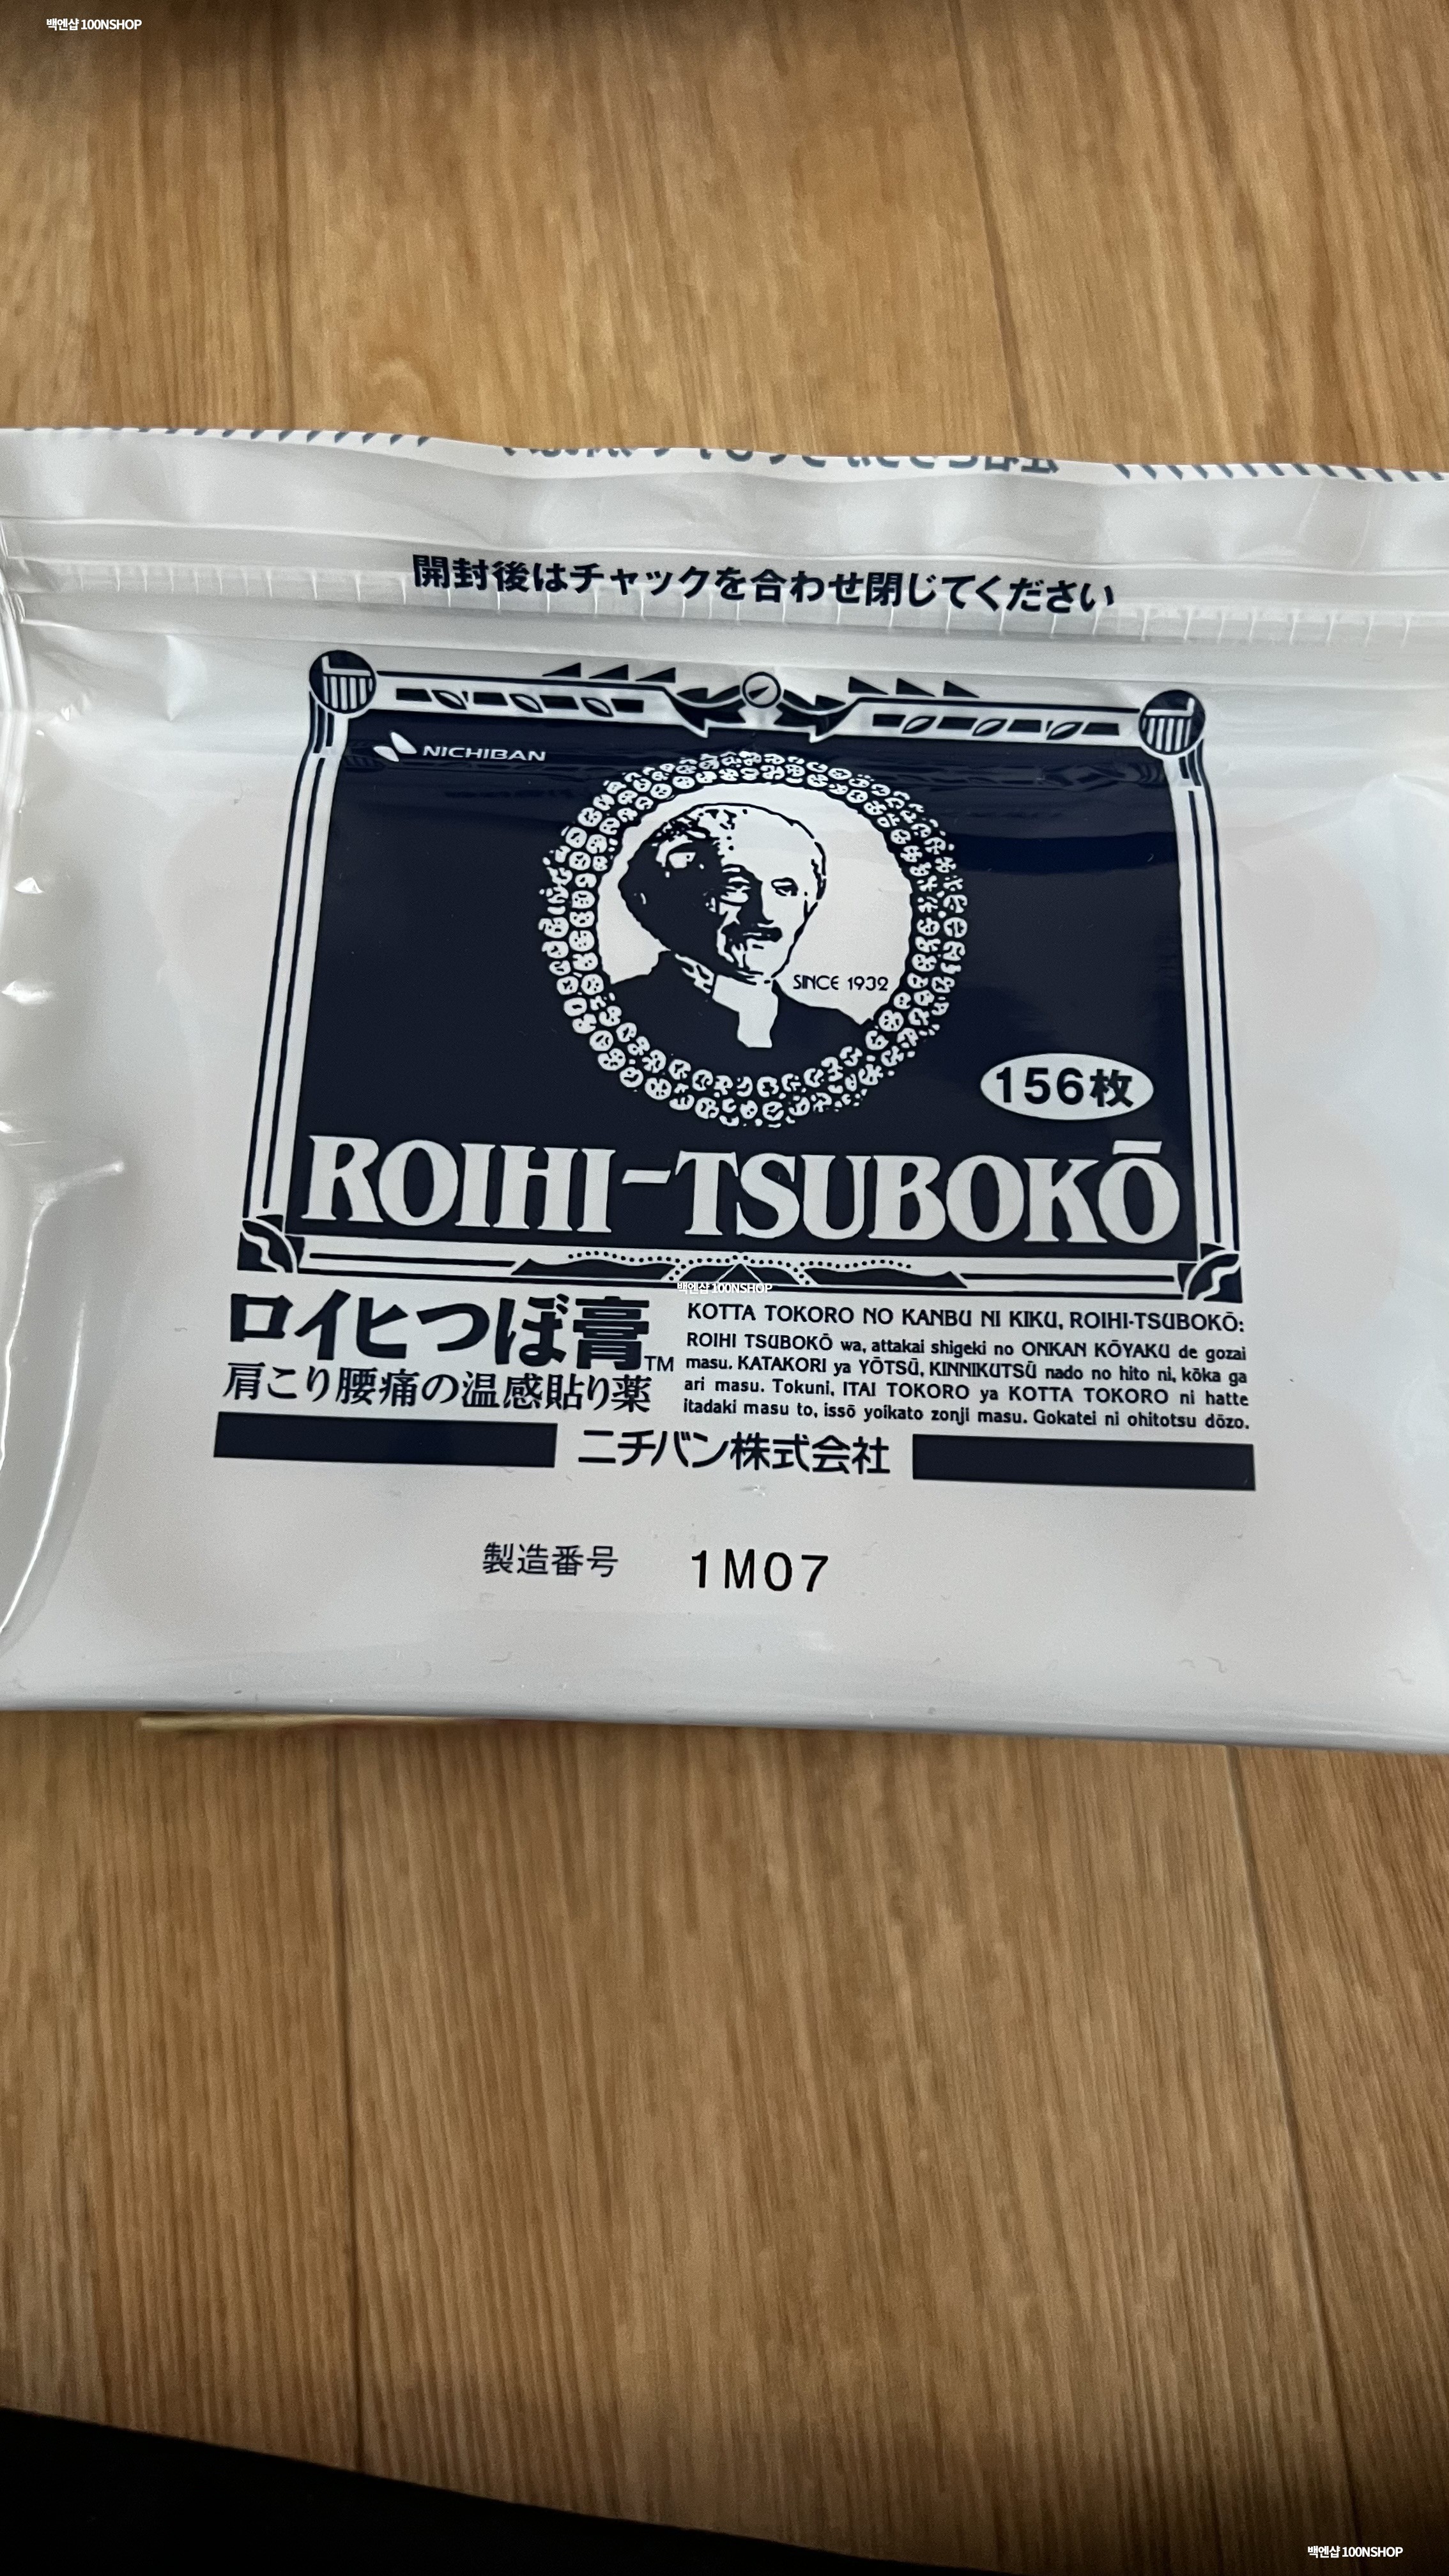 백엔샵 100NSHOP
開封後はチャックを合わせ閉じてください
NICHIBAN
SINCE 1932
156枚
ROIHI-TSUBOKŌ
백엔샵 100NSHOP
ロイヒつぼ膏TM
肩こり腰痛の温感貼り薬
KOTTA TOKORO NO KANBU NI KIKU, ROIHI-TSUBOKŌ:
ROIHI TSUBOKŌ wa, attakai shigeki no ONKAN KŌYAKU de gozai
masu. KATAKORI ya YŌTSŪ, KINNIKUTSŪ nado no hito ni, kōka ga
ari masu. Tokuni, ITAI TOKORO ya KOTTA TOKORO ni hatte
itadaki masu to, issō yoikato zonji masu. Gokatei ni ohitotsu dōzo.
ニチバン株式会社
製造番号 1M07
백엔샵 100NSHOP